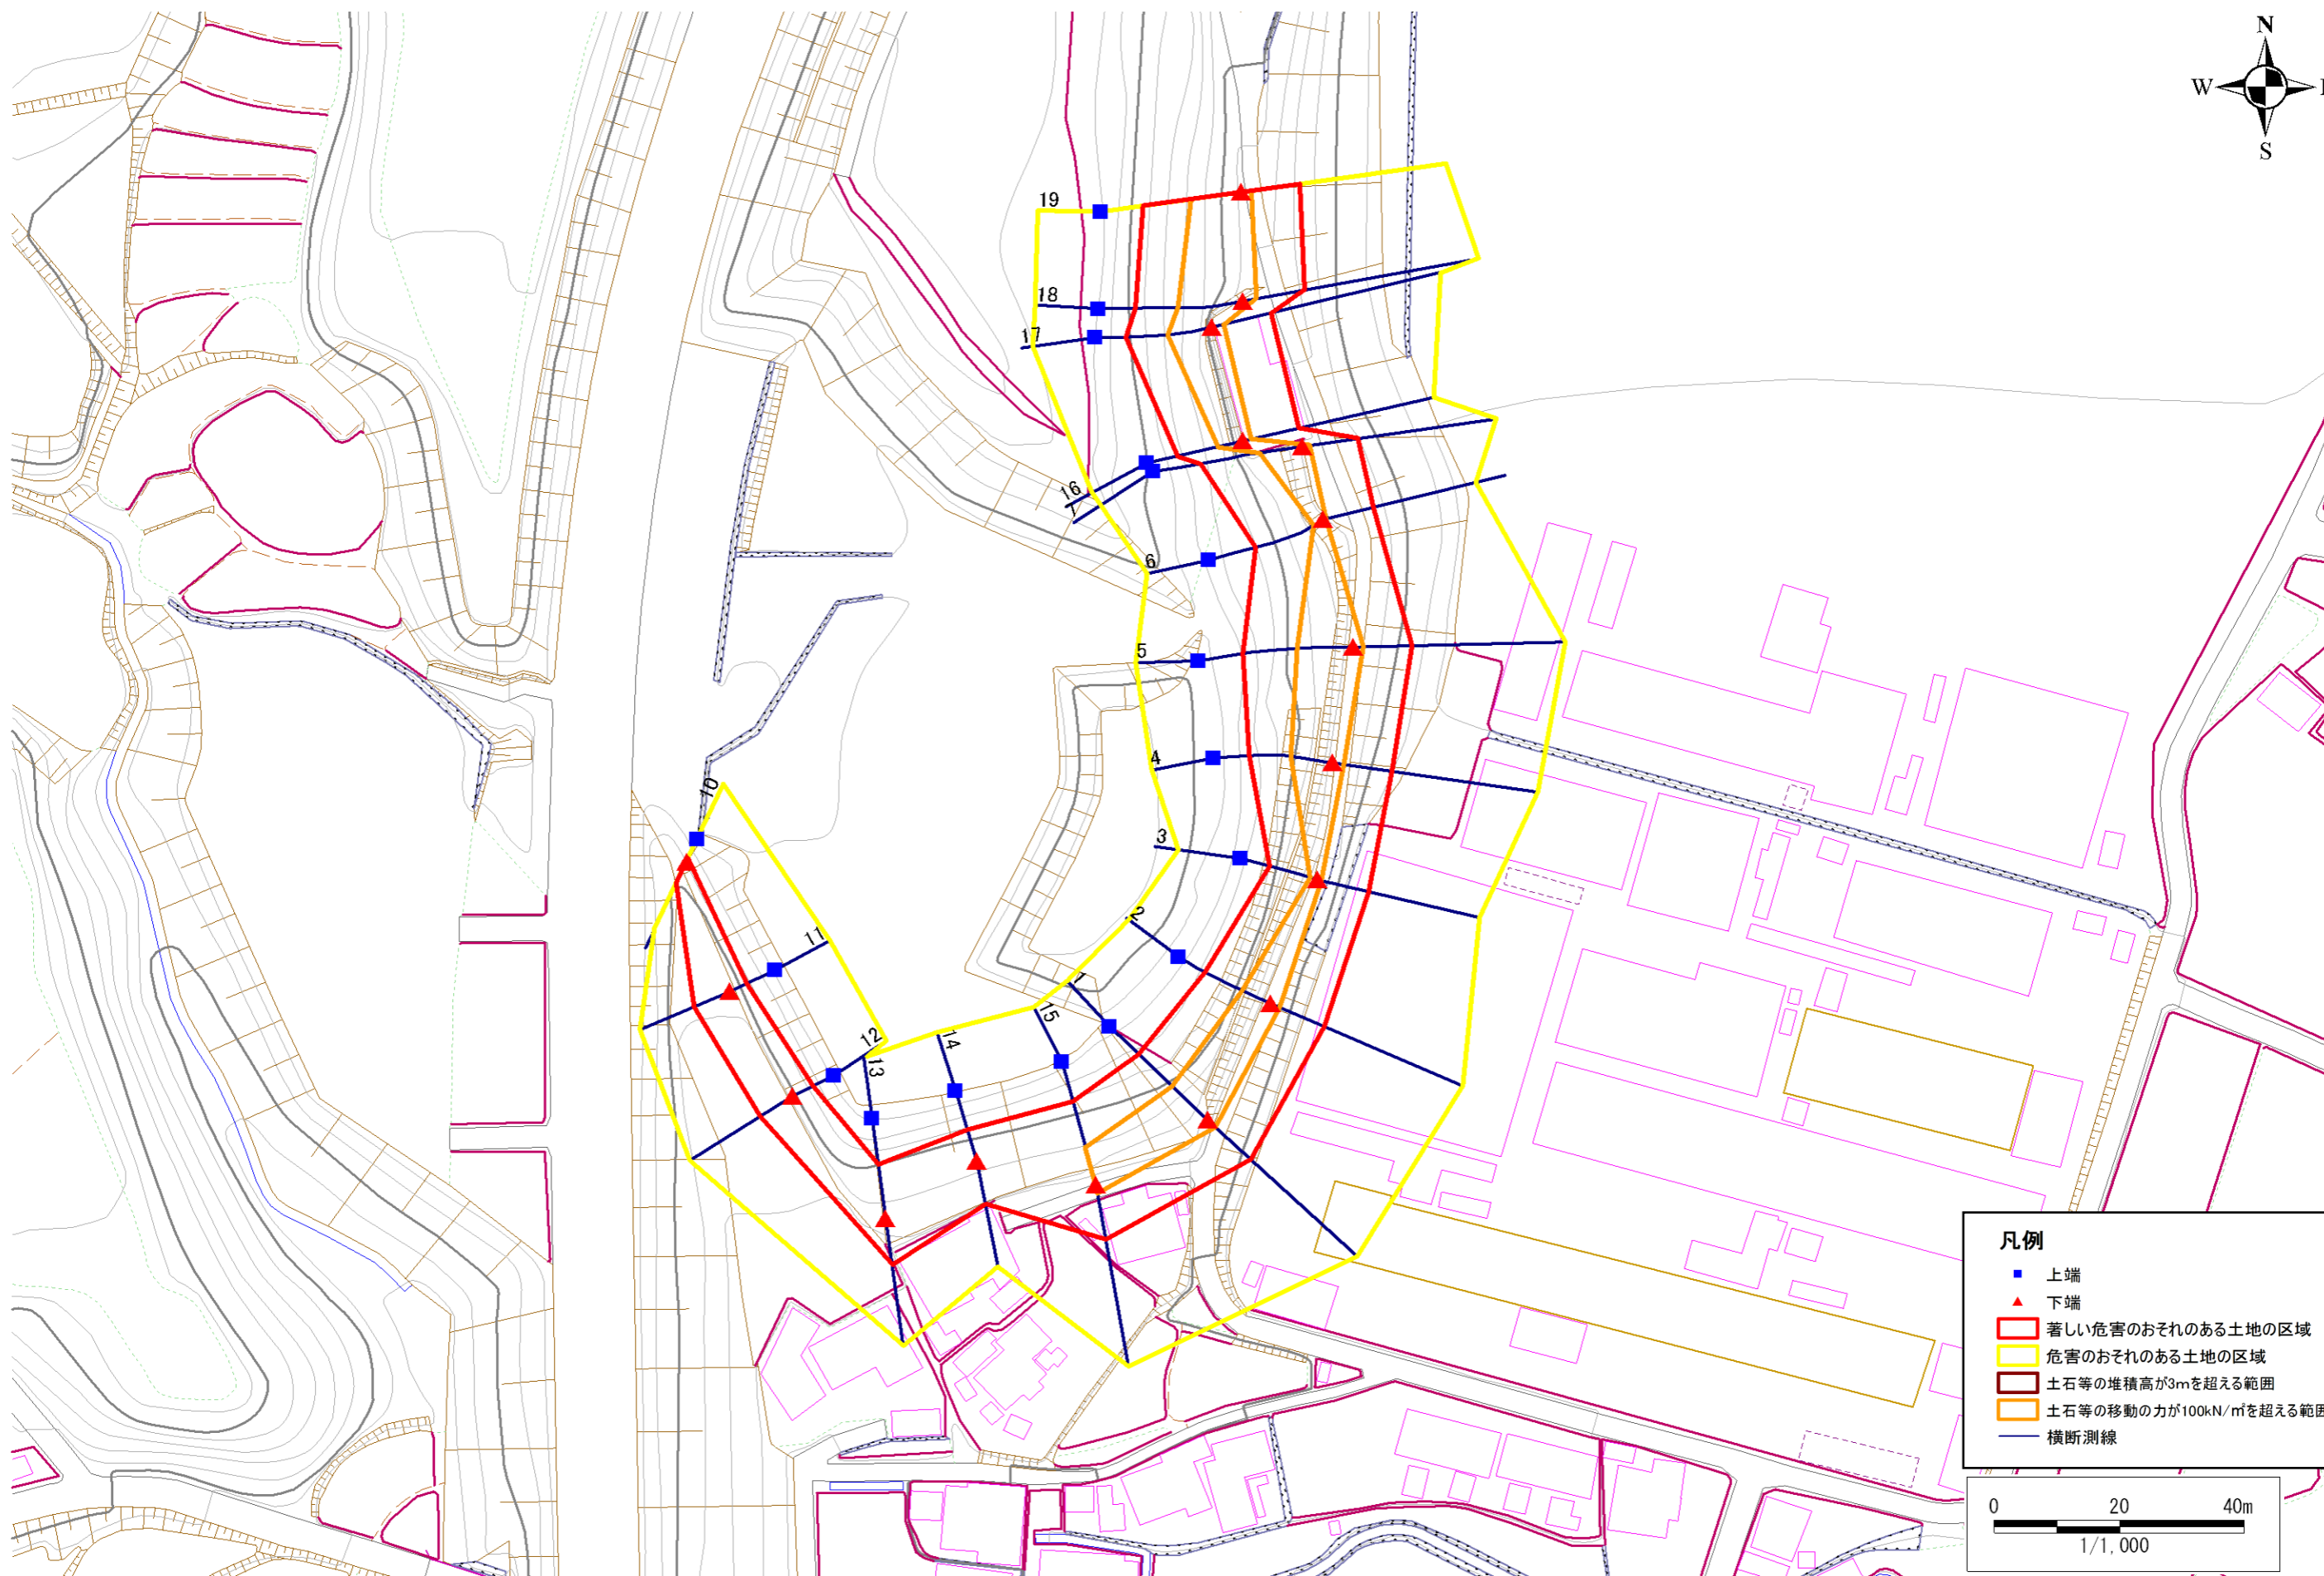 N
W
S
19
18
17
16
7
6
5
4
3
2
1
10
11
12
13
14
15
凡例
上端
下端
著しい危害のおそれのある土地の区域
危害のおそれのある土地の区域
土石等の堆積高が3mを超える範囲
土石等の移動の力が100kN/㎡を超える範囲
横断測線
0 20 40m
1/1,000